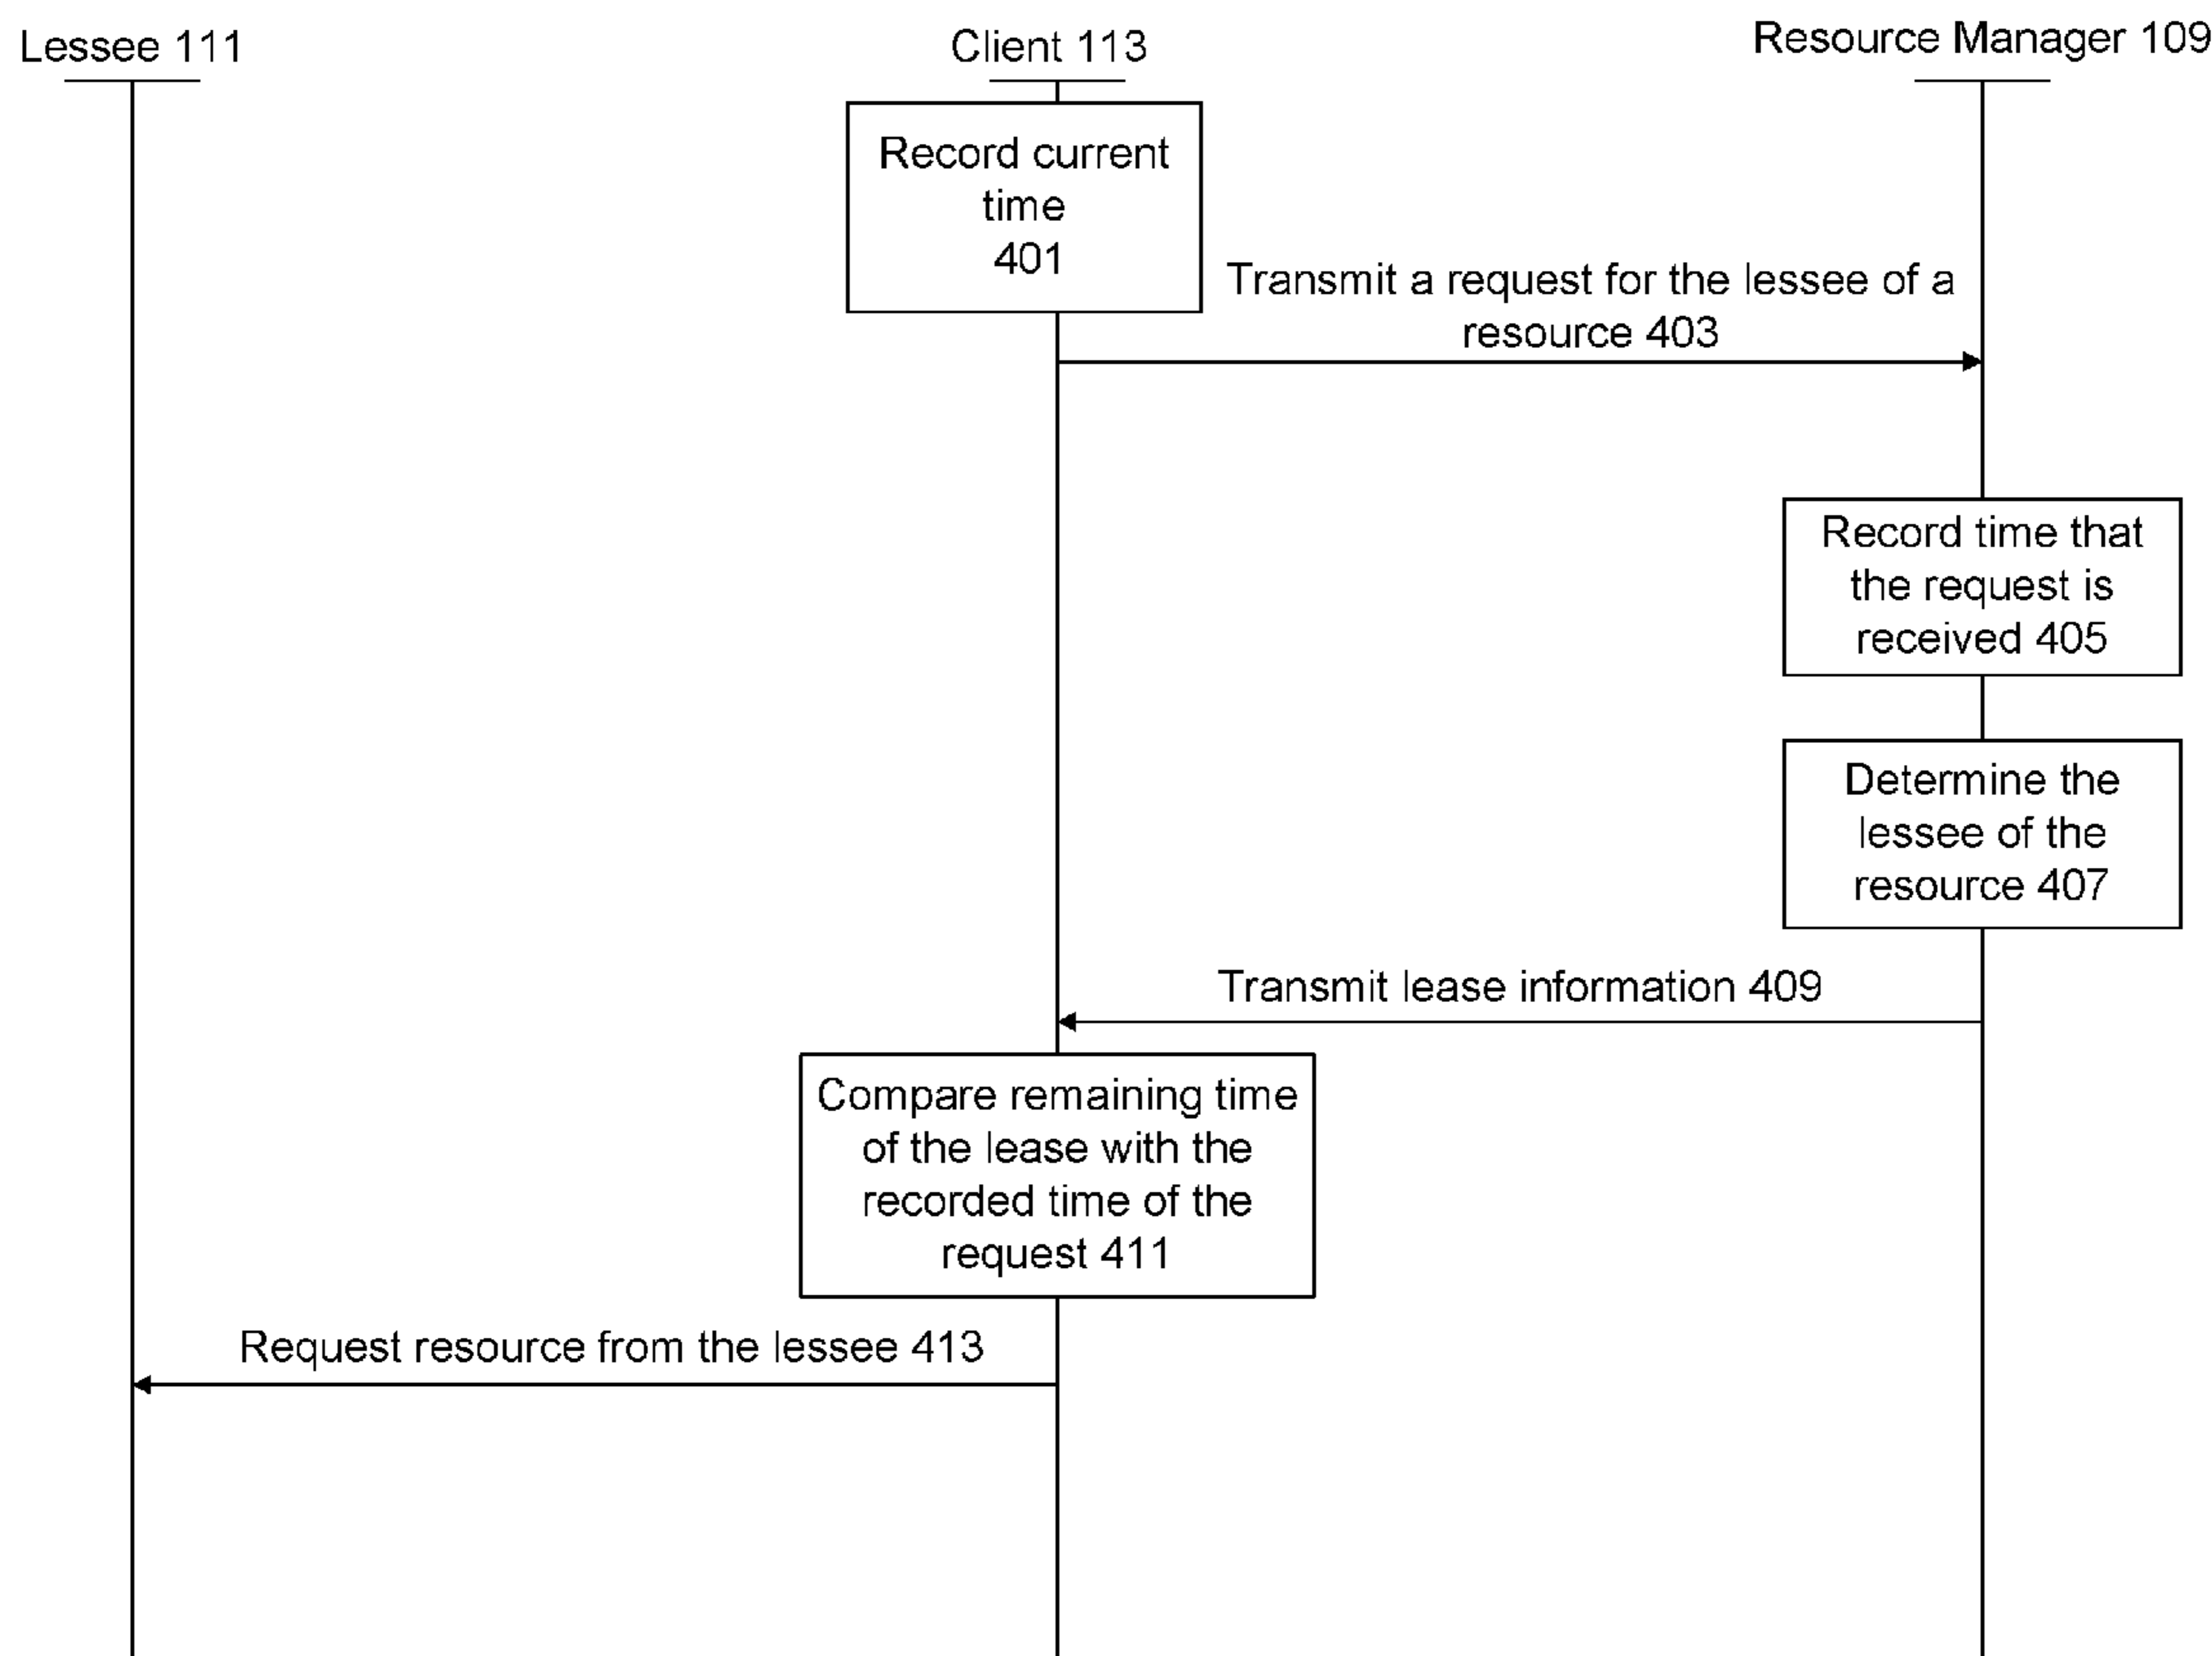 Lessee 111
Client 113
Resource Manager 109
Record current
time
401
Transmit a request for the lessee of a
resource 403
Record time that
the request is
received 405
Determine the
lessee of the
resource 407
Transmit lease information 409
Compare remaining time
of the lease with the
recorded time of the
request 411
Request resource from the lessee 413